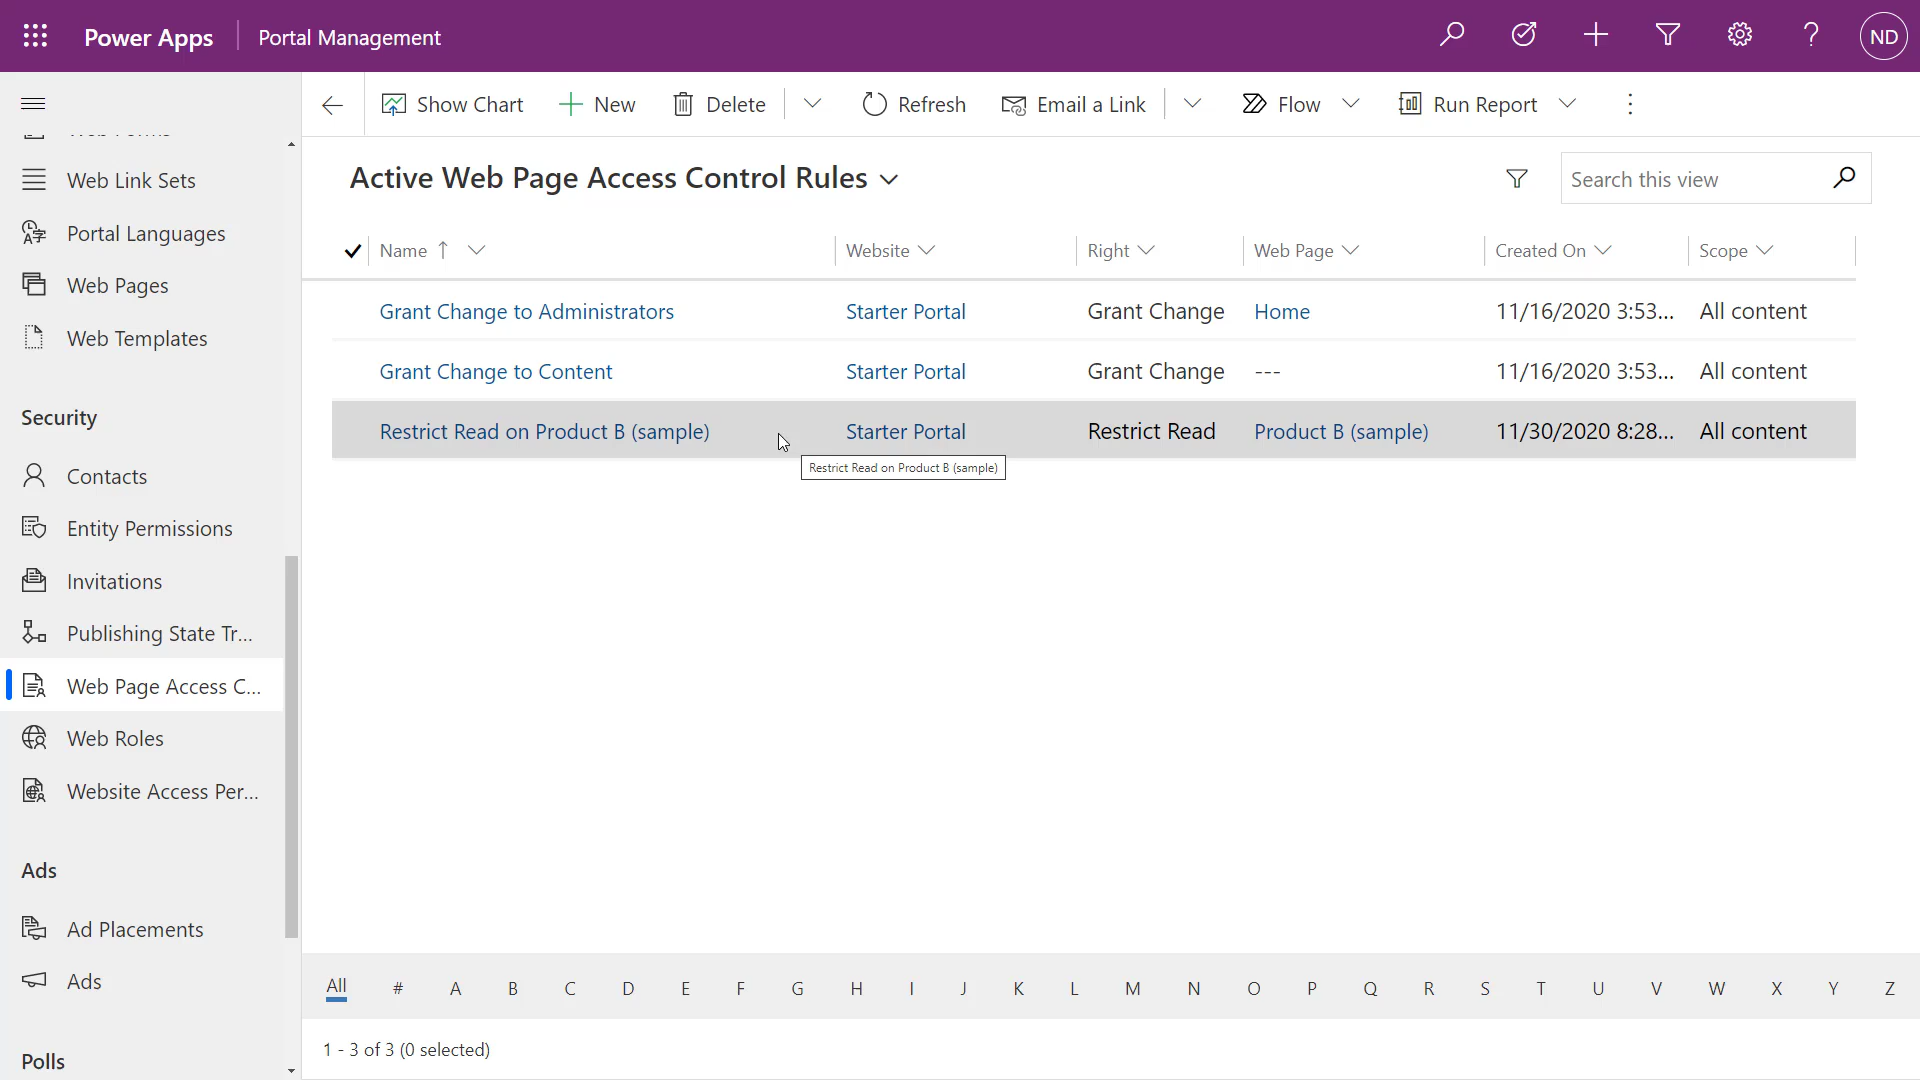 Power Apps
Portal Management
ND
Show Chart
New
Delete
Refresh
Email a Link
Flow
Run Report
Web Link Sets
Portal Languages
Web Pages
Web Templates
Security
Contacts
Entity Permissions
Invitations
Publishing State Tr...
Web Page Access C...
Web Roles
Website Access Per...
Ads
Ad Placements
Ads
Polls
Active Web Page Access Control Rules
Search this view
Name Website Right Web Page Created On Scope
Grant Change to Administrators Starter Portal Grant Change Home 11/16/2020 3:53... All content
Grant Change to Content Starter Portal Grant Change --- 11/16/2020 3:53... All content
Restrict Read on Product B (sample) Starter Portal Restrict Read Product B (sample) 11/30/2020 8:28... All content
Restrict Read on Product B (sample)
All # A B C D E F G H I J K L M N O P Q R S T U V W X Y Z
1 - 3 of 3 (0 selected)